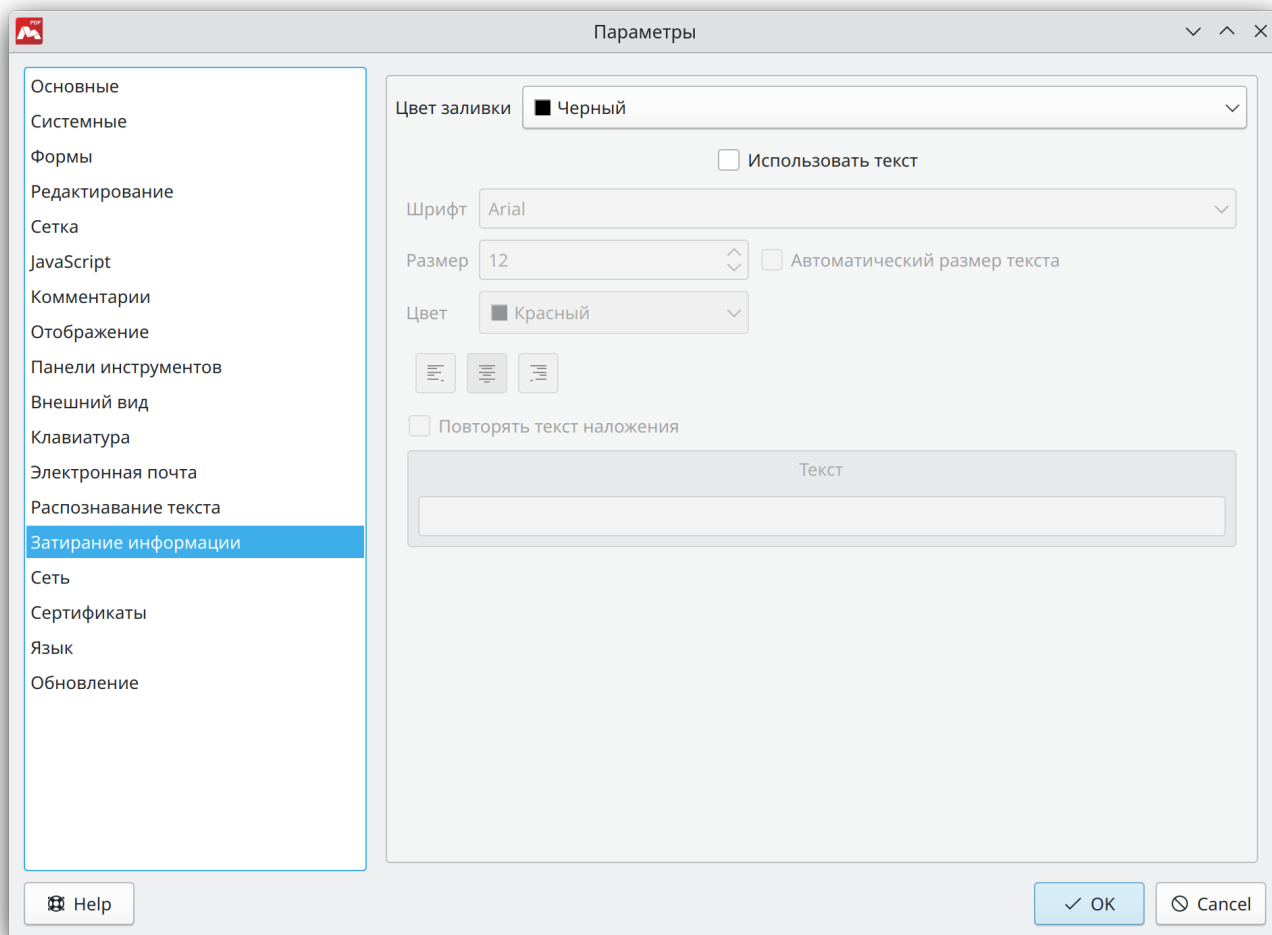 PDF
Параметры
Основные
Системные
Формы
Редактирование
Сетка
JavaScript
Комментарии
Отображение
Панели инструментов
Внешний вид
Клавиатура
Электронная почта
Распознавание текста
Затирание информации
Сеть
Сертификаты
Язык
Обновление
Цвет заливки Черный
Использовать текст
Шрифт Arial
Размер 12 Автоматический размер текста
Цвет Красный
Повторять текст наложения
Текст
Help OK Cancel